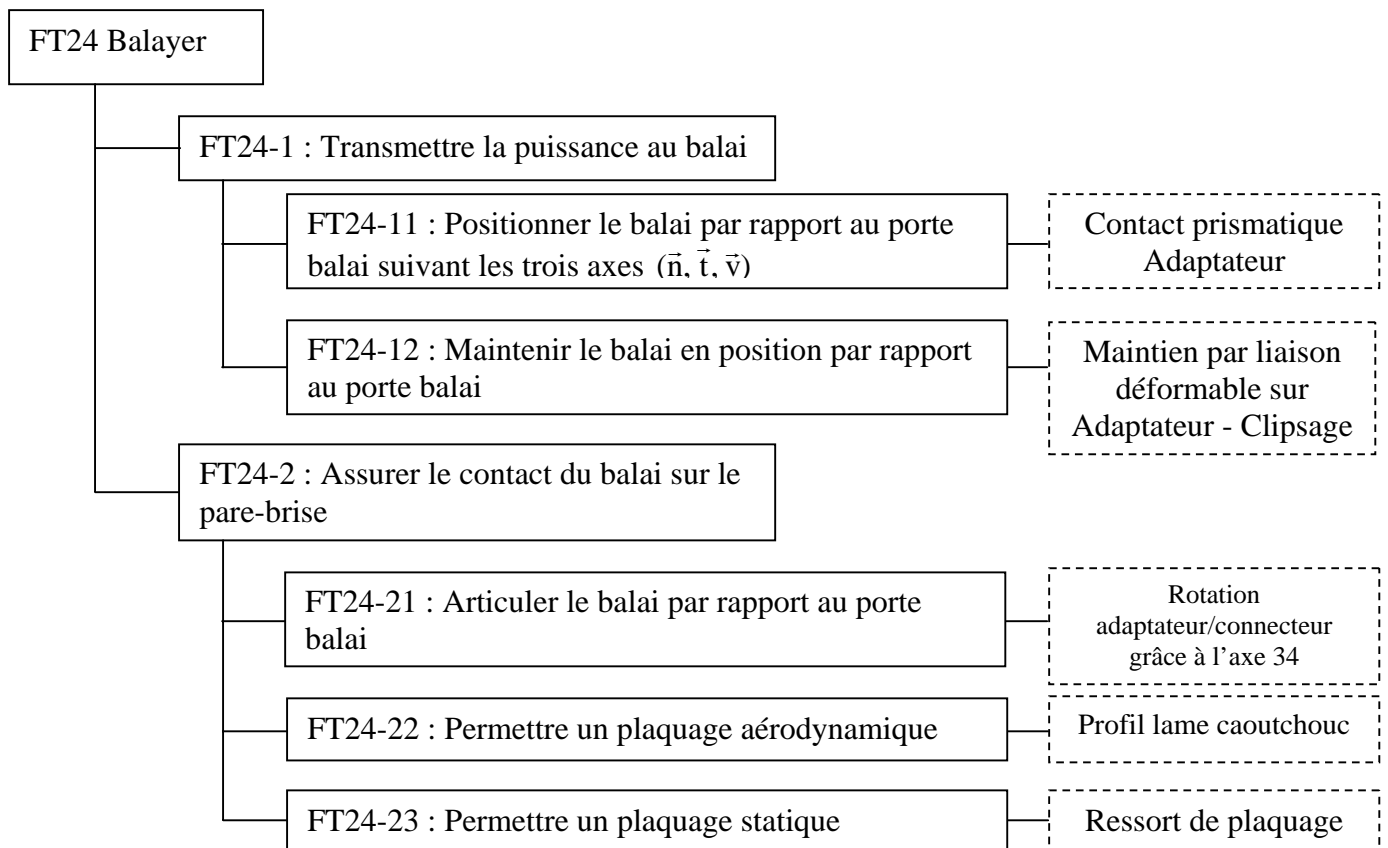 FT24 Balayer
FT24-1 : Transmettre la puissance au balai
FT24-11 : Positionner le balai par rapport au porte
balai suivant les trois axes (n⃗, t⃗, v⃗)
Contact prismatique
Adaptateur
FT24-12 : Maintenir le balai en position par rapport
au porte balai
Maintien par liaison
déformable sur
Adaptateur - Clipsage
FT24-2 : Assurer le contact du balai sur le
pare-brise
FT24-21 : Articuler le balai par rapport au porte
balai
Rotation
adaptateur/connecteur
grâce à l’axe 34
FT24-22 : Permettre un plaquage aérodynamique
Profil lame caoutchouc
FT24-23 : Permettre un plaquage statique
Ressort de plaquage